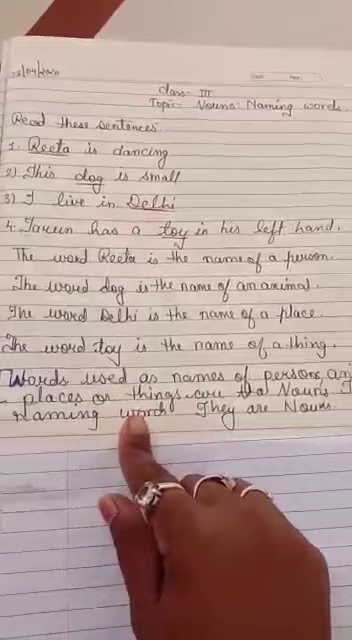 Class - III
Topic - Nouns: Naming words.
Read these sentences.
1. Reeta is dancing
2) This dog is small
3) I live in Delhi
4. Tarun has a toy in his left hand.
The word Reeta is the name of a person.
The word dog is the name of an animal.
The word Delhi is the name of a place.
The word toy is the name of a thing.
Words used as names of person, an
places or things are Nouns.
Naming words They are Nouns.